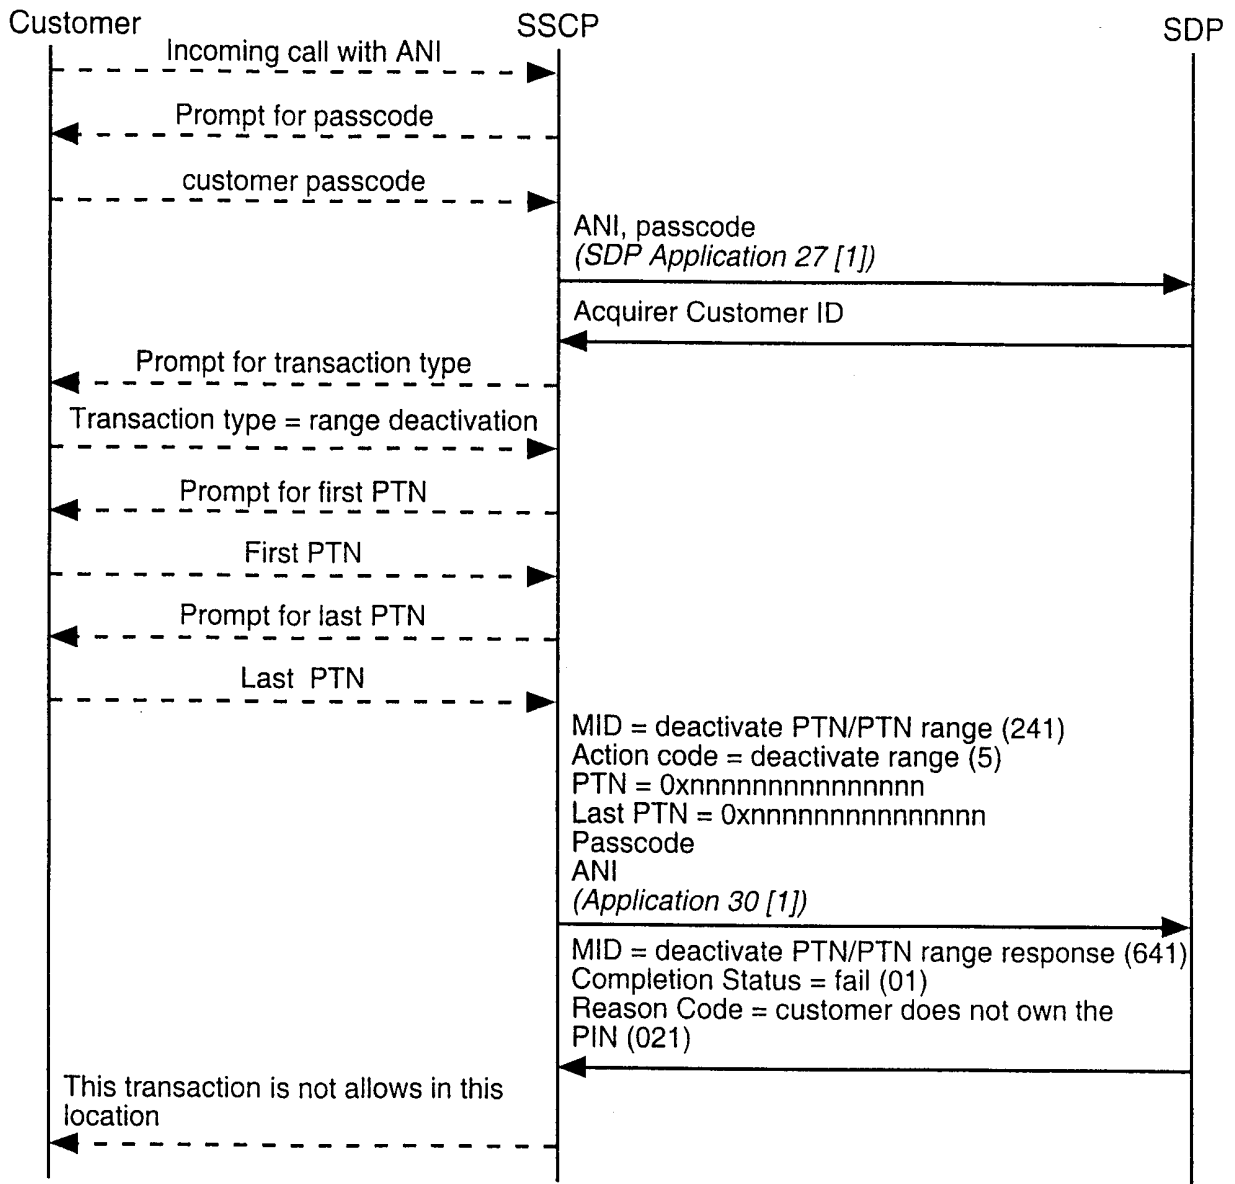 Customer
SSCP
SDP
Incoming call with ANI
Prompt for passcode
customer passcode
ANI, passcode
(SDP Application 27 [1])
Acquirer Customer ID
Prompt for transaction type
Transaction type = range deactivation
Prompt for first PTN
First PTN
Prompt for last PTN
Last PTN
MID = deactivate PTN/PTN range (241)
Action code = deactivate range (5)
PTN = 0xnnnnnnnnnnnnnnnn
Last PTN = 0xnnnnnnnnnnnnnnnn
Passcode
ANI
(Application 30 [1])
MID = deactivate PTN/PTN range response (641)
Completion Status = fail (01)
Reason Code = customer does not own the
PIN (021)
This transaction is not allows in this
location